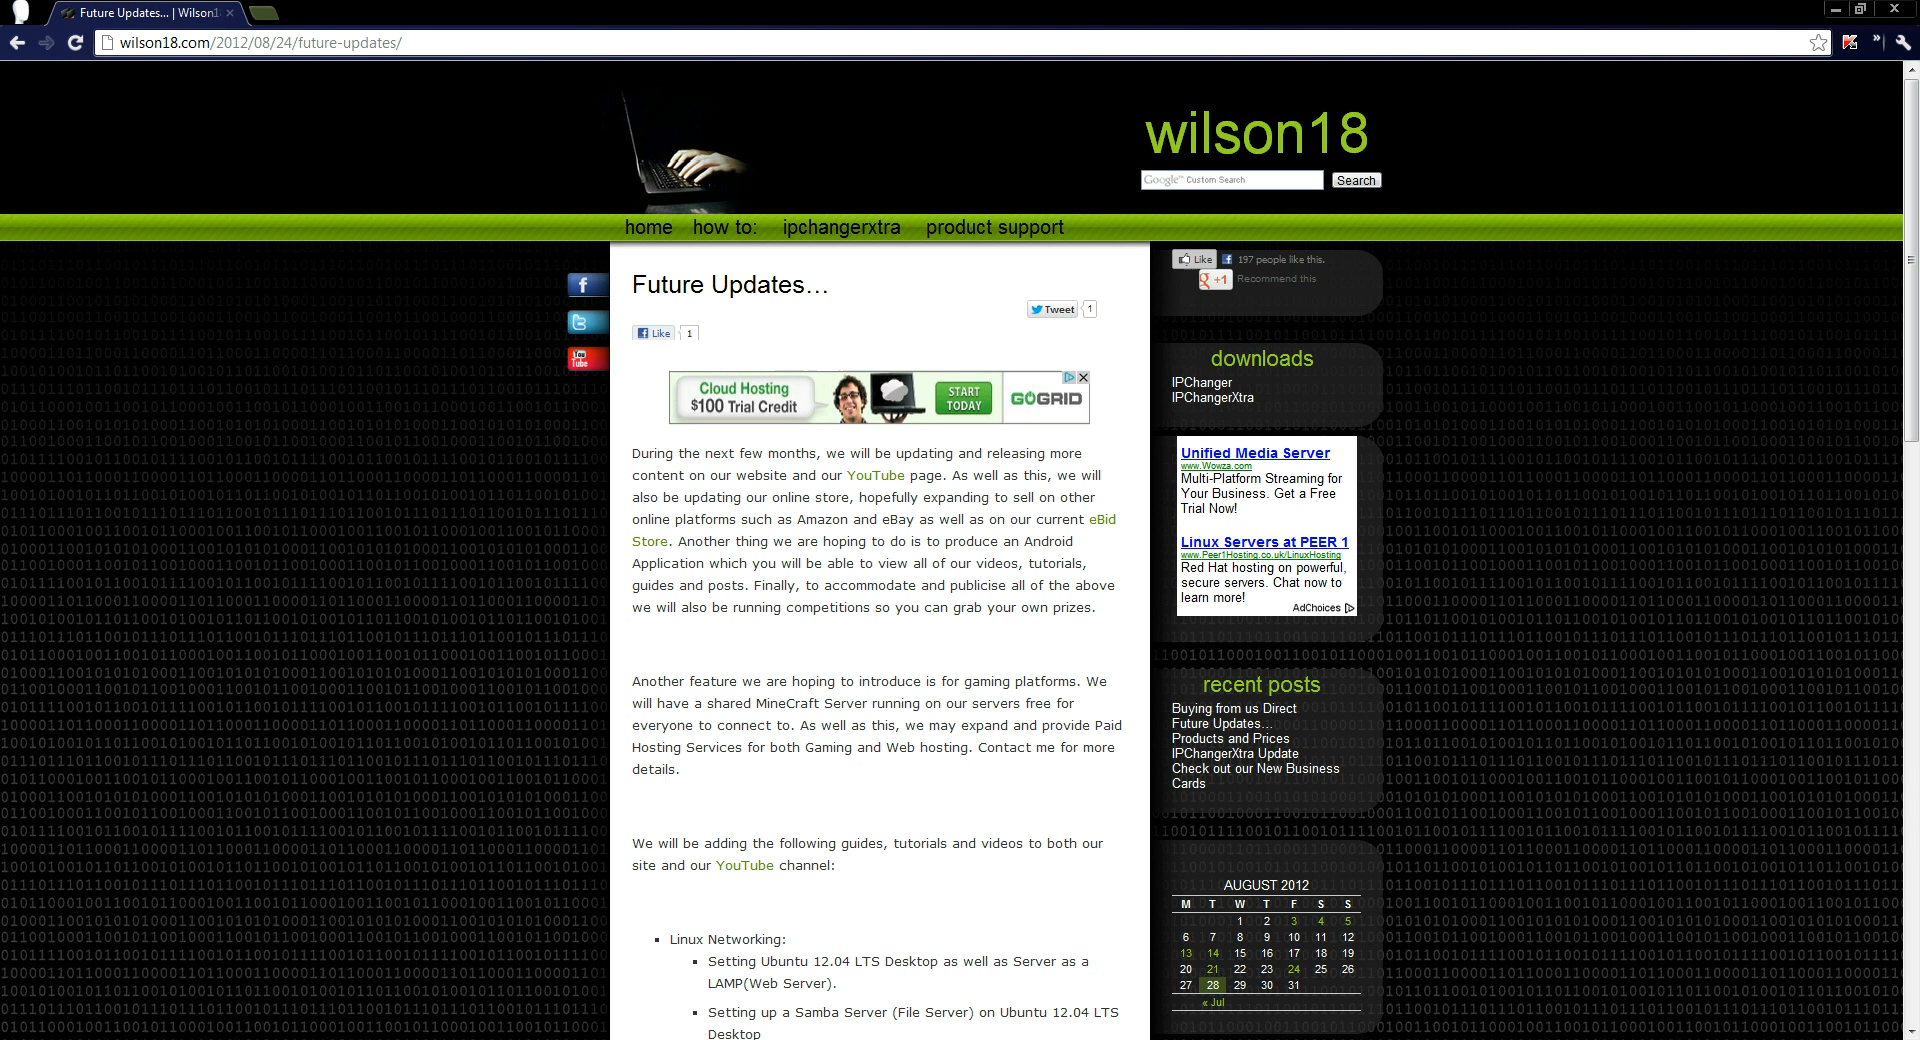 Future Updates... | Wilson1
wilson18.com/2012/08/24/future-updates/
wilson18
Google™ Custom Search
Search
home how to: ipchangerxtra product support
Future Updates…
Tweet 1
Like 1
Cloud Hosting
$100 Trial Credit
START
TODAY
GOGRID
During the next few months, we will be updating and releasing more
content on our website and our YouTube page. As well as this, we will
also be updating our online store, hopefully expanding to sell on other
online platforms such as Amazon and eBay as well as on our current eBid
Store. Another thing we are hoping to do is to produce an Android
Application which you will be able to view all of our videos, tutorials,
guides and posts. Finally, to accommodate and publicise all of the above
we will also be running competitions so you can grab your own prizes.
Another feature we are hoping to introduce is for gaming platforms. We
will have a shared MineCraft Server running on our servers free for
everyone to connect to. As well as this, we may expand and provide Paid
Hosting Services for both Gaming and Web hosting. Contact me for more
details.
We will be adding the following guides, tutorials and videos to both our
site and our YouTube channel:
Linux Networking:
Setting Ubuntu 12.04 LTS Desktop as well as Server as a
LAMP(Web Server).
Setting up a Samba Server (File Server) on Ubuntu 12.04 LTS
Desktop
You
Tube
Like 197 people like this.
+1 Recommend this
downloads
IPChanger
IPChangerXtra
Unified Media Server
www.Wowza.com
Multi-Platform Streaming for
Your Business. Get a Free
Trial Now!
Linux Servers at PEER 1
www.Peer1Hosting.co.uk/LinuxHosting
Red Hat hosting on powerful,
secure servers. Chat now to
learn more!
AdChoices
recent posts
Buying from us Direct
Future Updates…
Products and Prices
IPChangerXtra Update
Check out our New Business
Cards
AUGUST 2012
M T W T F S S
1 2 3 4 5
6 7 8 9 10 11 12
13 14 15 16 17 18 19
20 21 22 23 24 25 26
27 28 29 30 31
« Jul